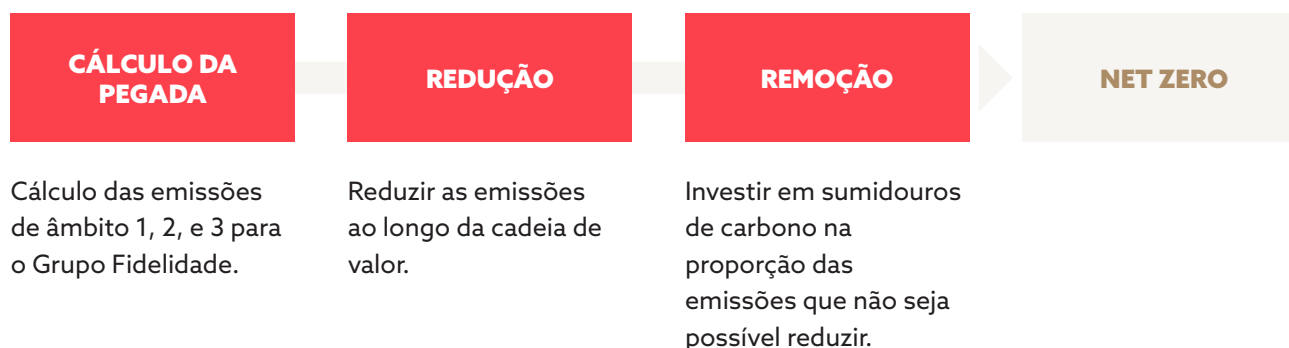 CÁLCULO DA
PEGADA
REDUÇÃO
REMOÇÃO
NET ZERO
Cálculo das emissões
de âmbito 1, 2, e 3 para
o Grupo Fidelidade.
Reduzir as emissões
ao longo da cadeia de
valor.
Investir em sumidouros
de carbono na
proporção das
emissões que não seja
possível reduzir.